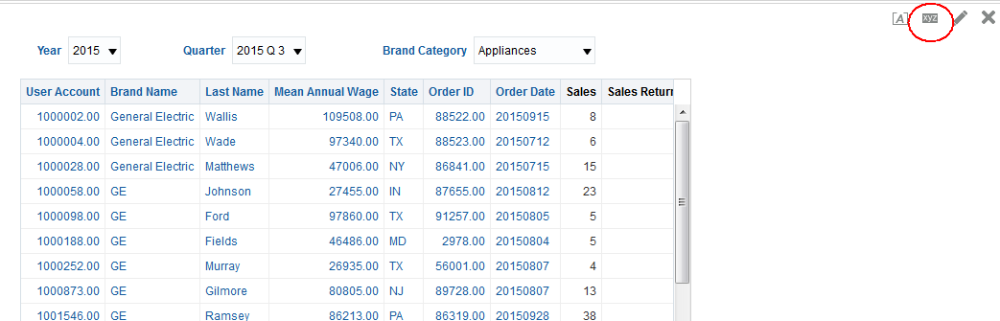 [A] xyz
Year 2015 Quarter 2015 Q 3 Brand Category Appliances
User Account Brand Name Last Name Mean Annual Wage State Order ID Order Date Sales Sales Return
1000002.00 General Electric Wallis 109508.00 PA 88522.00 20150915 8
1000004.00 General Electric Wade 97340.00 TX 88523.00 20150712 6
1000028.00 General Electric Matthews 47006.00 NY 86841.00 20150715 15
1000058.00 GE Johnson 27455.00 IN 87655.00 20150812 23
1000098.00 GE Ford 97860.00 TX 91257.00 20150805 5
1000188.00 GE Fields 46486.00 MD 2978.00 20150804 5
1000252.00 GE Murray 26935.00 TX 56001.00 20150807 4
1000873.00 GE Gilmore 80805.00 NJ 89728.00 20150807 13
1001546.00 GE Ramsey 86213.00 PA 86319.00 20150928 38